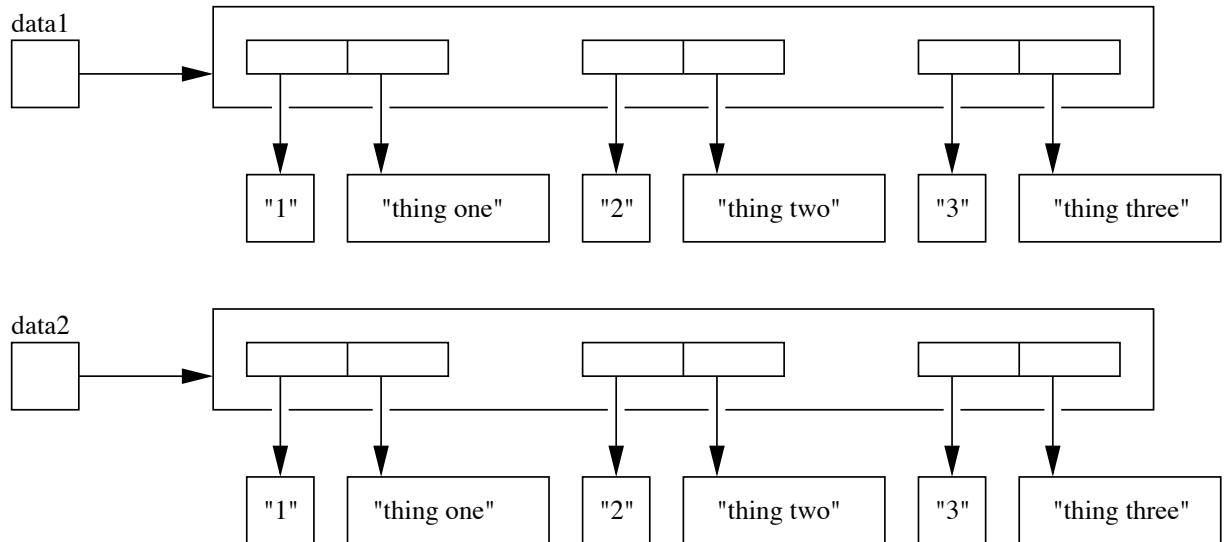 data1
"1" "thing one" "2" "thing two" "3" "thing three"
data2
"1" "thing one" "2" "thing two" "3" "thing three"